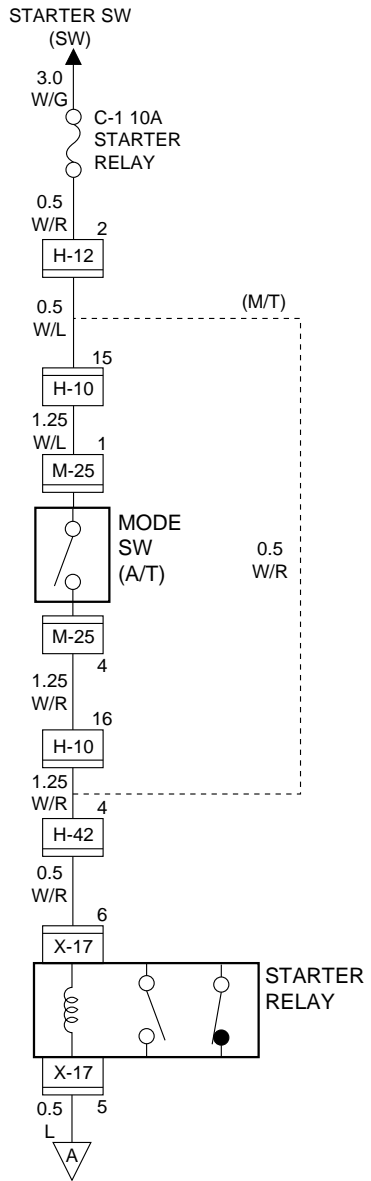 STARTER SW
(SW)
3.0
W/G
C-1 10A
STARTER
RELAY
0.5
W/R
2
H-12
0.5
W/L
(M/T)
15
H-10
1.25
W/L
1
M-25
MODE
SW
(A/T)
0.5
W/R
M-25
4
1.25
W/R
16
H-10
1.25
W/R
4
H-42
0.5
W/R
6
X-17
STARTER
RELAY
X-17
0.5
L
5
A